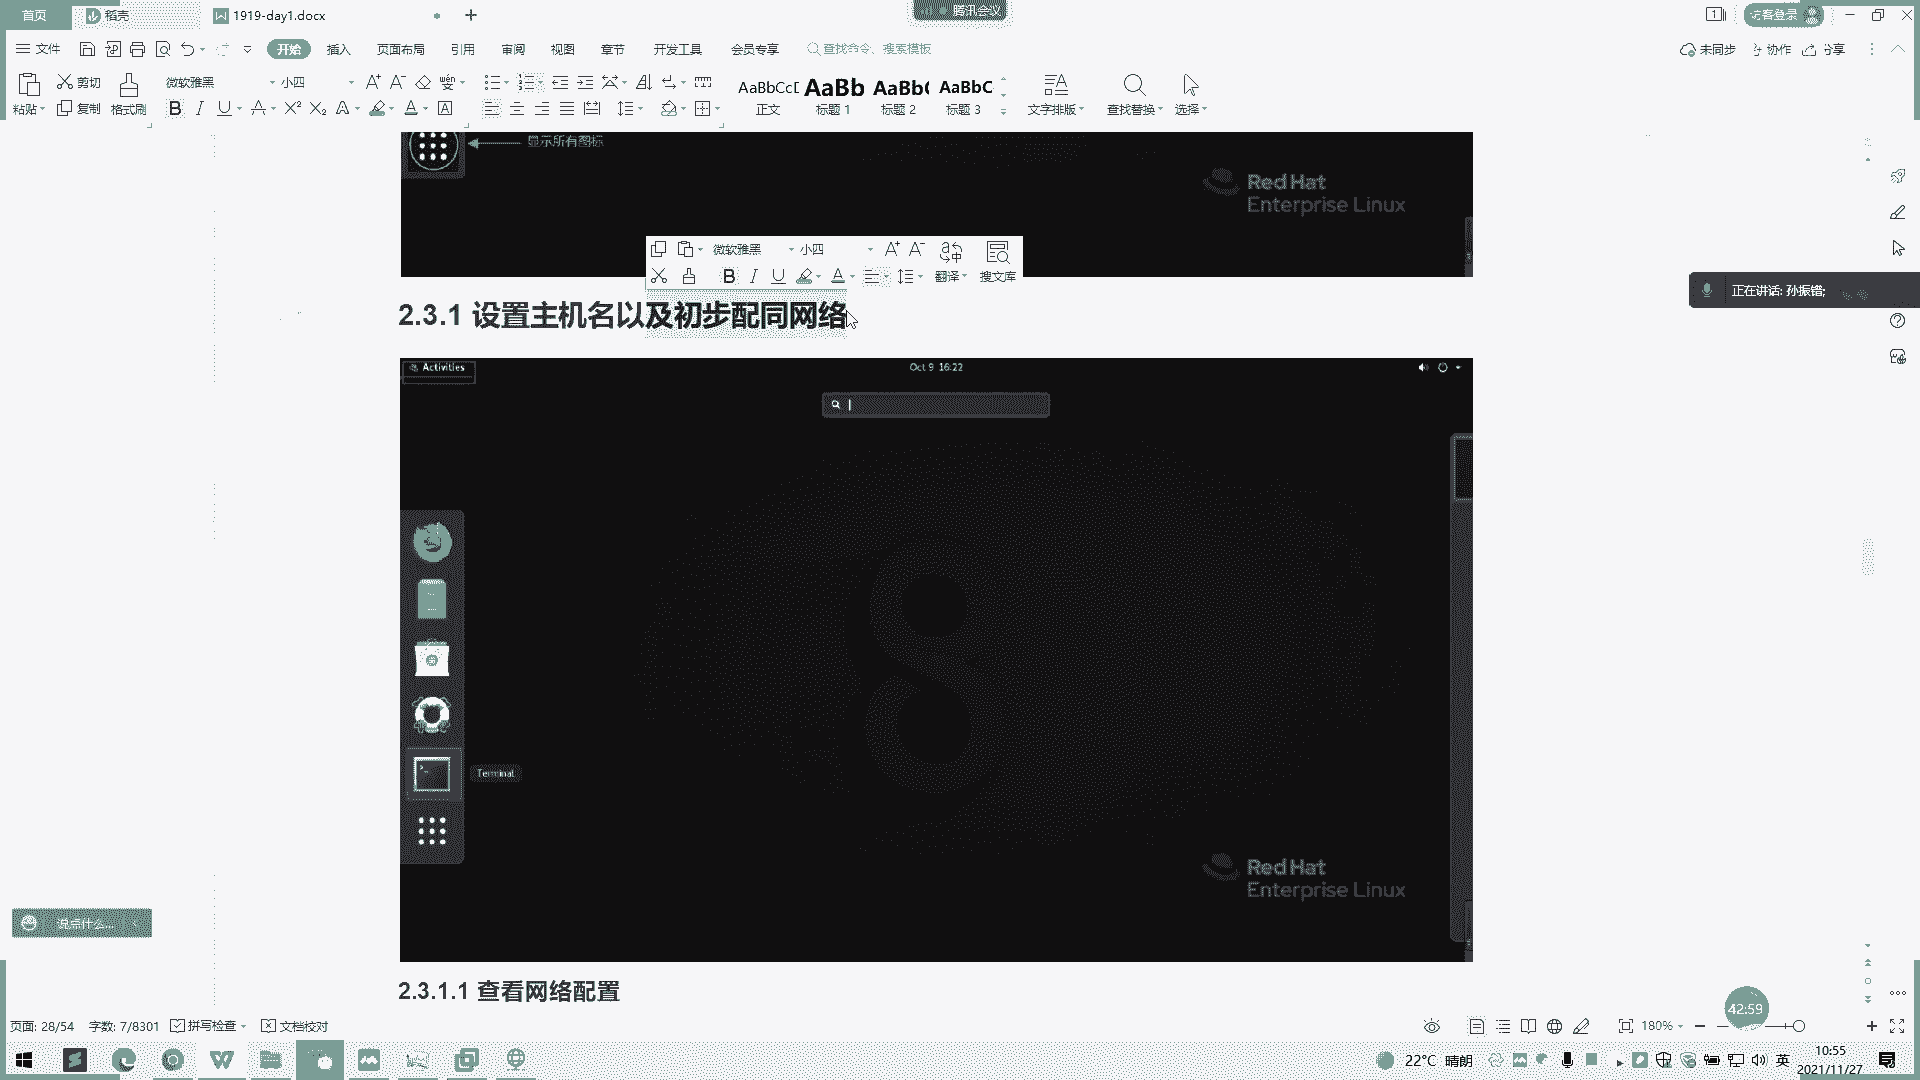 首页 稻壳 1919-day1.docx 腾讯会议 访客登录
文件 开始 插入 页面布局 引用 审阅 视图 章节 开发工具 会员专享 查找命令、搜索模板 未同步 协作 分享
剪切 微软雅黑 小四 AaBbCcD AaBb AaBb( AaBbC
粘贴 复制 格式刷 正文 标题 1 标题 2 标题 3 文字排版 查找替换 选择
显示所有图标
Red Hat
Enterprise Linux
微软雅黑 小四
翻译 搜文库
正在讲话: 孙振锴;
2.3.1 设置主机名以及初步配同网络
Activities Oct 9 16:22
Terminal
Red Hat
Enterprise Linux
说点什么...
2.3.1.1 查看网络配置
42:59
页面: 28/54 字数: 7/8301 拼写检查 文档校对 180%
22°C 晴朗 英 10:55
2021/11/27